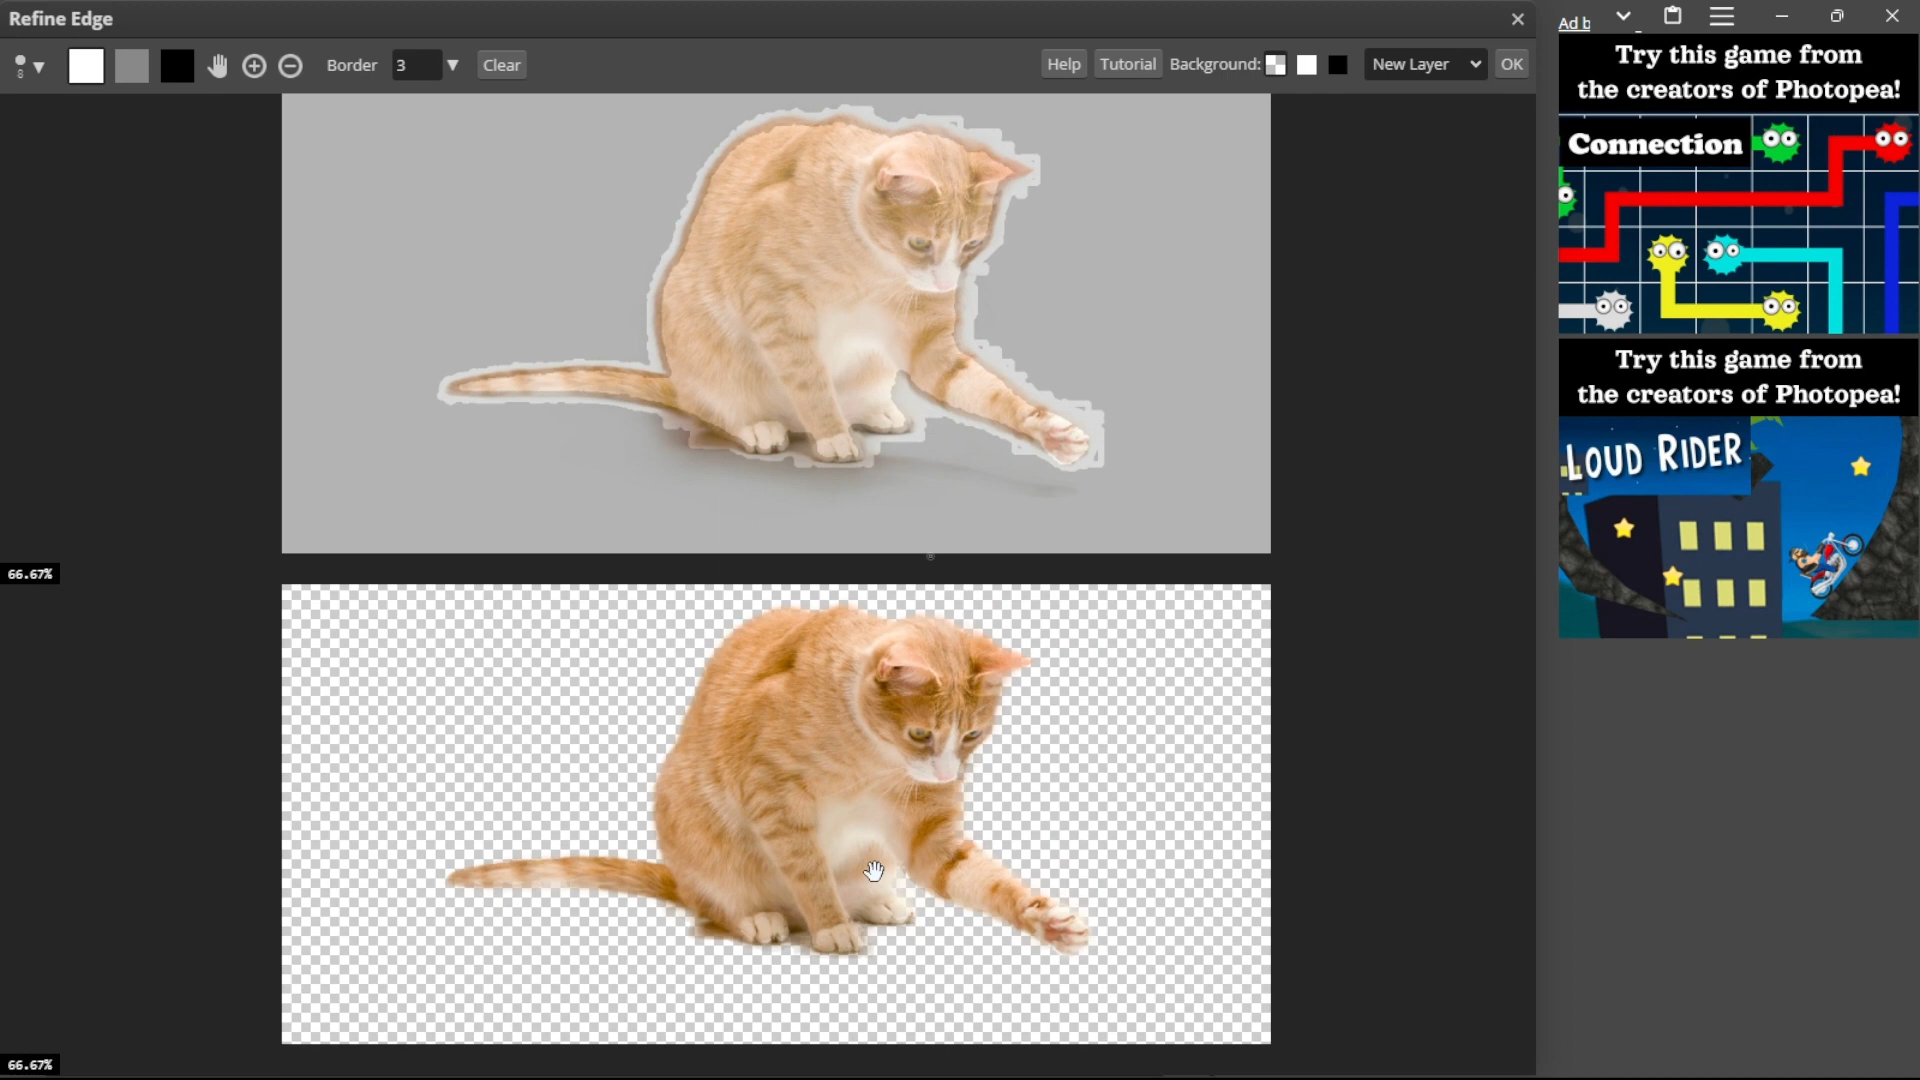 Refine Edge
8
Border 3 Clear
Help Tutorial Background: New Layer OK
66.67%
66.67%
Ad b
Try this game from
the creators of Photopea!
Connection
Try this game from
the creators of Photopea!
LOUD RIDER